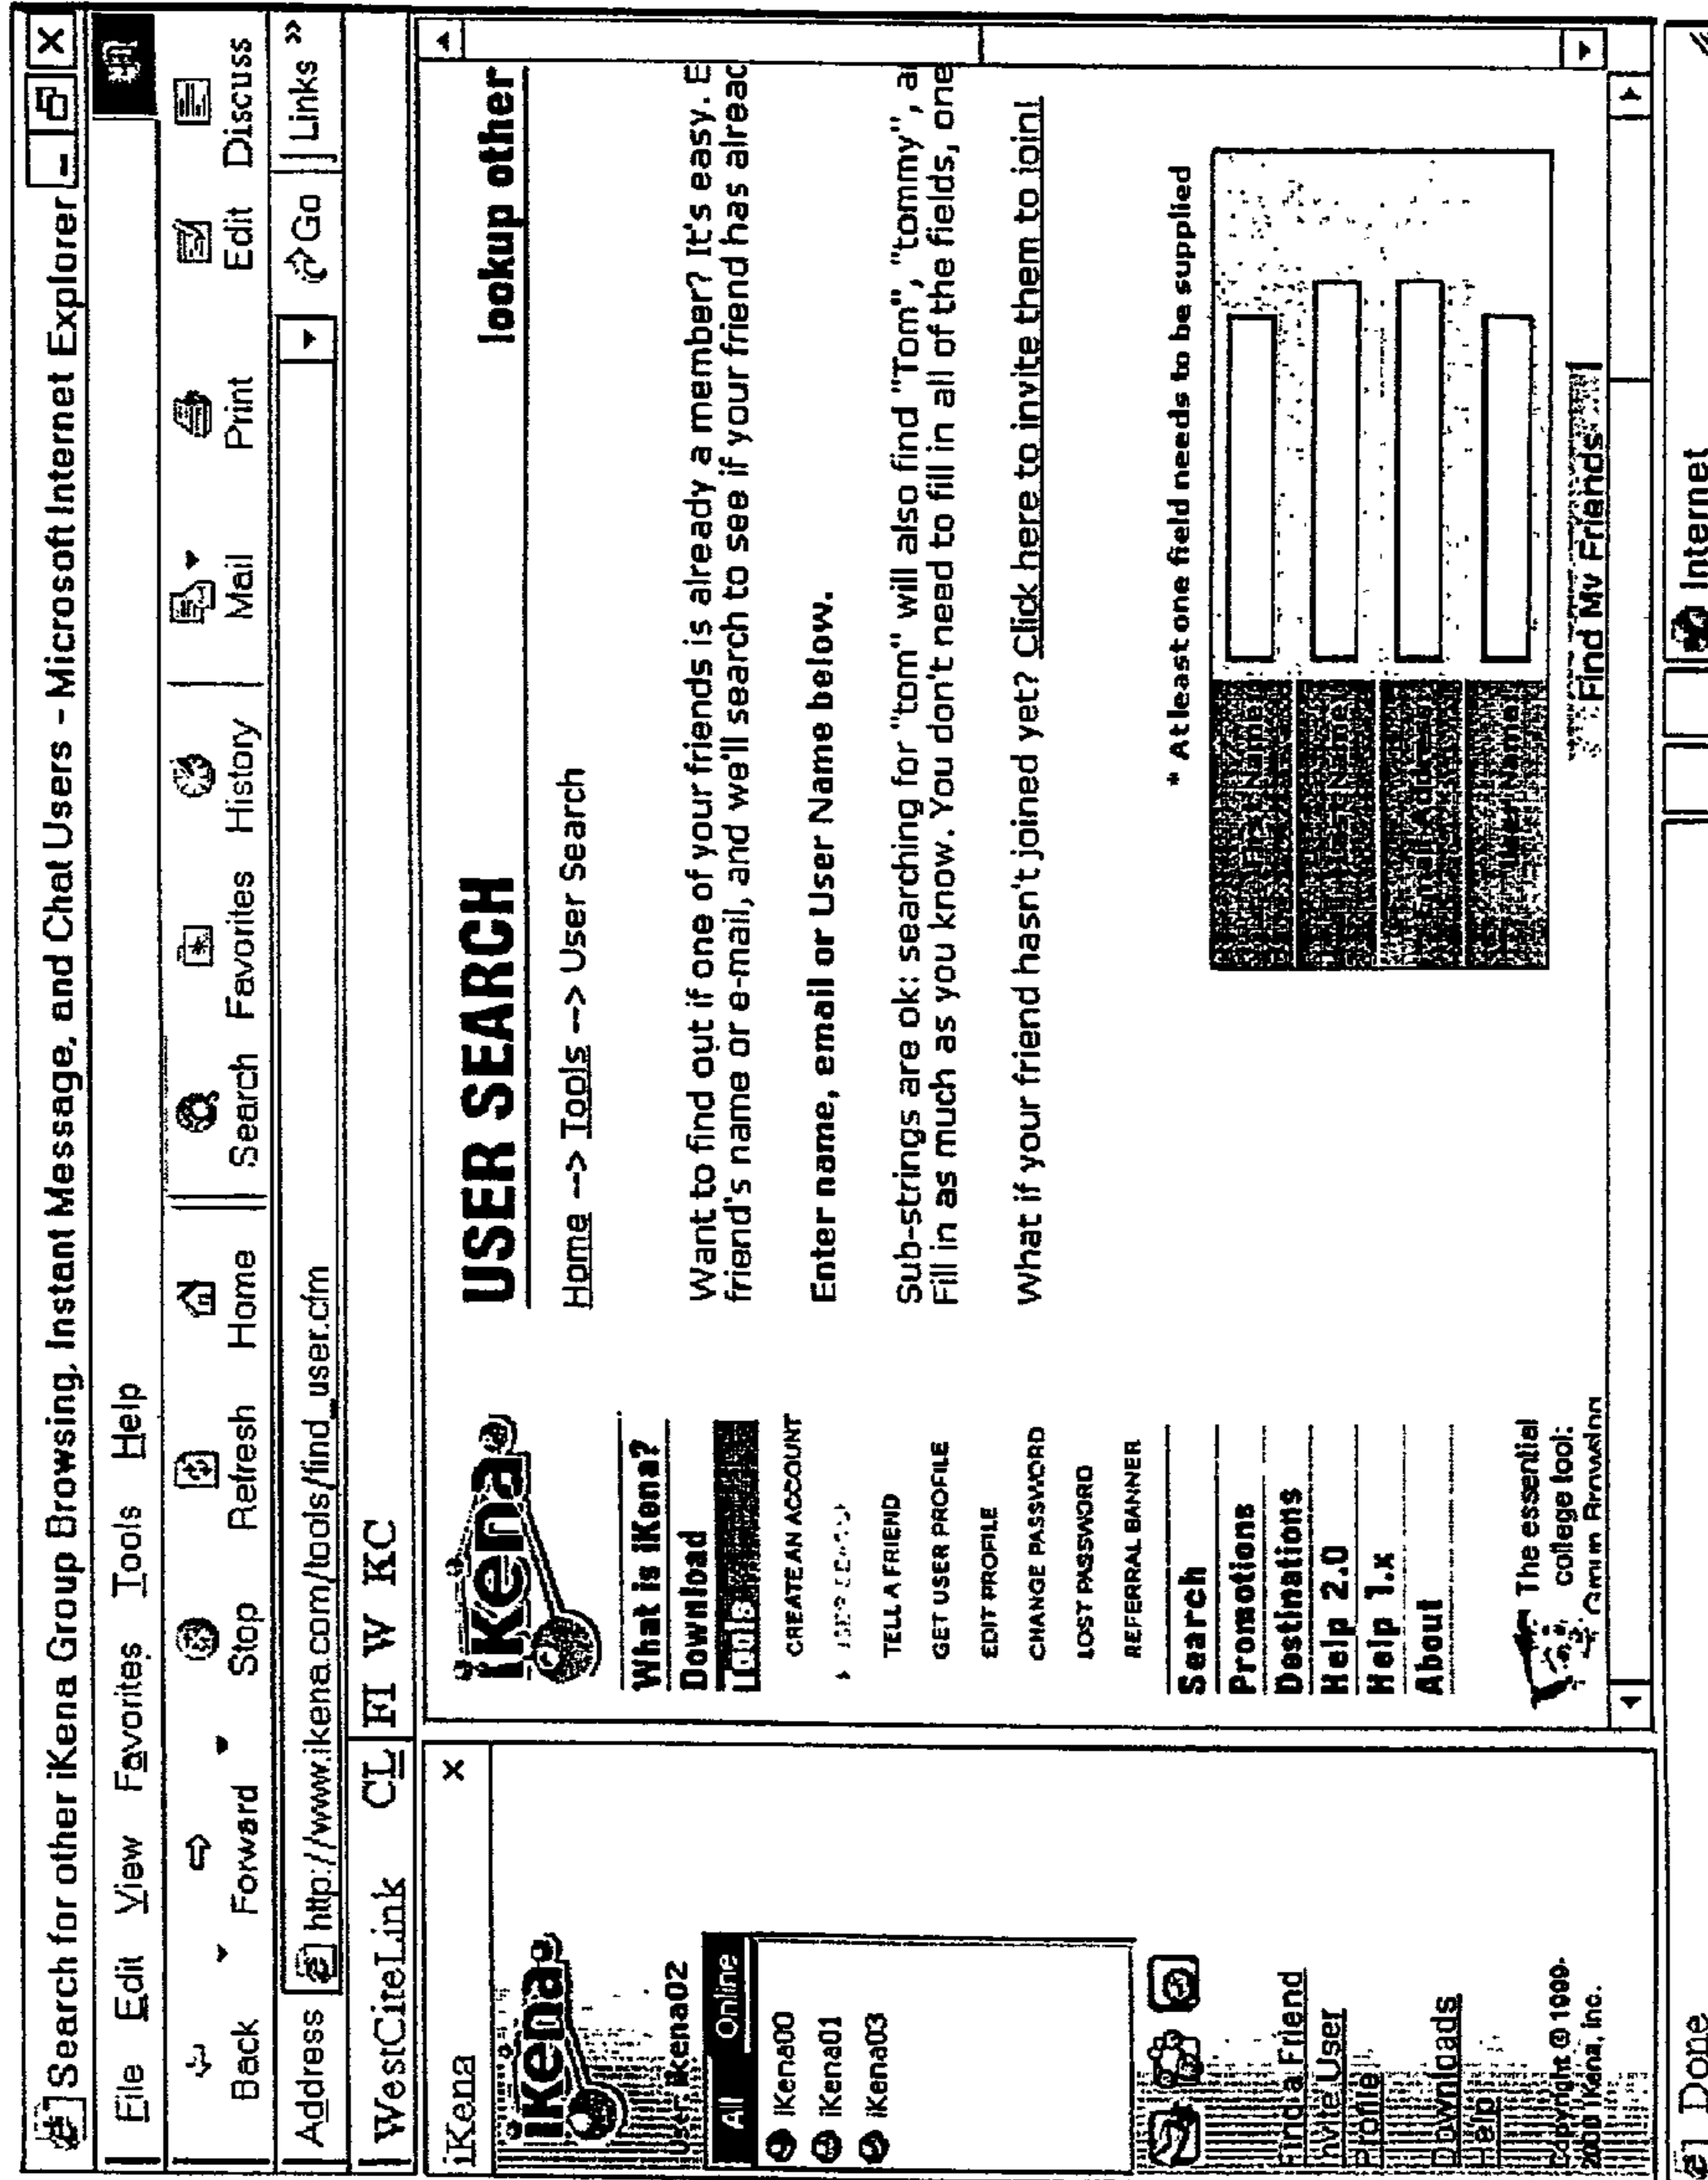 Search for other iKena Group Browsing, Instant Message, and Chat Users - Microsoft Internet Explorer
File Edit View Favorites Tools Help
Back Forward Stop Refresh Home Search Favorites History Mail Print Edit Discuss
Address http://www.ikena.com/tools/find_user.cfm Go Links »
WestCiteLink CL FI W KC
iKena
iKena
User: iKena02
All Online
iKena00
iKena01
iKena03
Find a Friend
Invite User
Profile
Downloads
Help
Copyright © 1999-
2000 iKena, Inc.
iKena
What is iKena?
Download
Tools
CREATE AN ACCOUNT
TELL A FRIEND
GET USER PROFILE
EDIT PROFILE
CHANGE PASSWORD
LOST PASSWORD
REFERRAL BANNER
Search
Promotions
Destinations
Help 2.0
Help 1.x
About
The essential
college tool:
USER SEARCH lookup other
Home --> Tools --> User Search
Want to find out if one of your friends is already a member? It's easy. E
friend's name or e-mail, and we'll search to see if your friend has alread
Enter name, email or User Name below.
Sub-strings are ok: searching for "tom" will also find "Tom", "tommy", a
Fill in as much as you know. You don't need to fill in all of the fields, one
What if your friend hasn't joined yet? Click here to invite them to join!
* At least one field needs to be supplied
First Name
Last Name
Email Address
User Name
Find My Friends
Done Internet